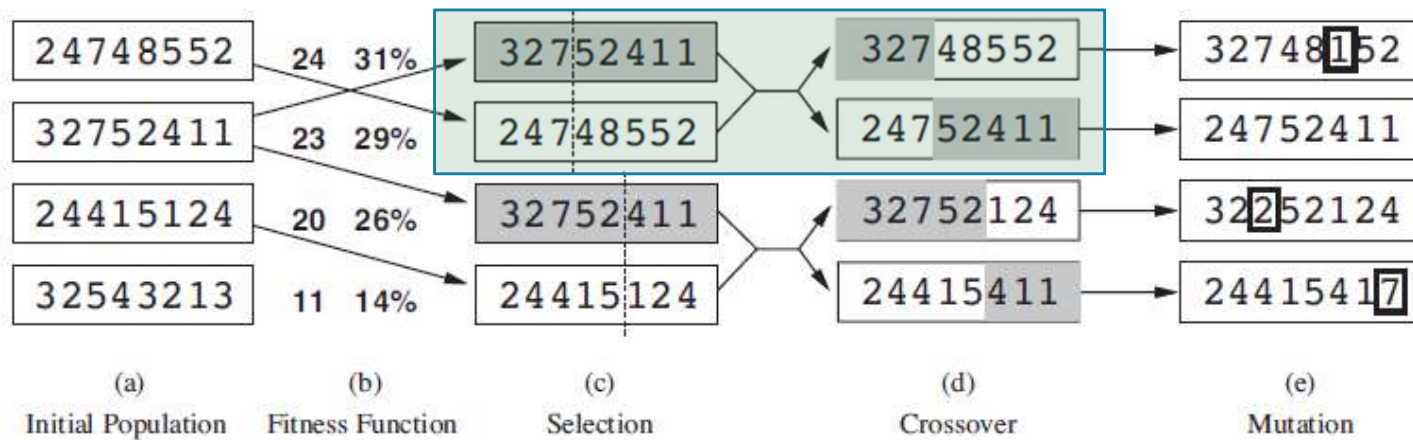 24748552 24 31% 32752411 32748552 32748152
32752411 23 29% 24748552 24752411 24752411
24415124 20 26% 32752411 32752124 32252124
32543213 11 14% 24415124 24415411 24415417
(a) (b) (c) (d) (e)
Initial Population Fitness Function Selection Crossover Mutation